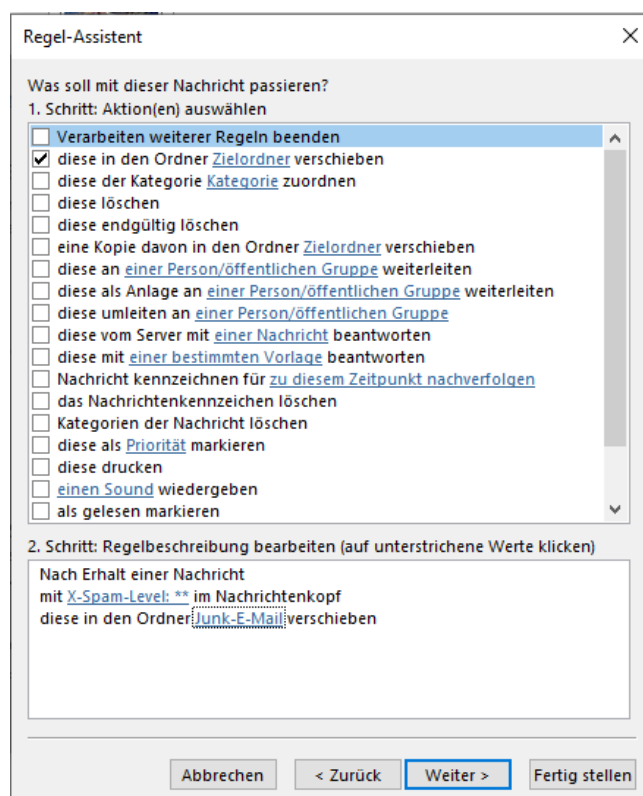 Regel-Assistent
Was soll mit dieser Nachricht passieren?
1. Schritt: Aktion(en) auswählen
Verarbeiten weiterer Regeln beenden
diese in den Ordner Zielordner verschieben
diese der Kategorie Kategorie zuordnen
diese löschen
diese endgültig löschen
eine Kopie davon in den Ordner Zielordner verschieben
diese an einer Person/öffentlichen Gruppe weiterleiten
diese als Anlage an einer Person/öffentlichen Gruppe weiterleiten
diese umleiten an einer Person/öffentlichen Gruppe
diese vom Server mit einer Nachricht beantworten
diese mit einer bestimmten Vorlage beantworten
Nachricht kennzeichnen für zu diesem Zeitpunkt nachverfolgen
das Nachrichtenkennzeichen löschen
Kategorien der Nachricht löschen
diese als Priorität markieren
diese drucken
einen Sound wiedergeben
als gelesen markieren
2. Schritt: Regelbeschreibung bearbeiten (auf unterstrichene Werte klicken)
Nach Erhalt einer Nachricht
mit X-Spam-Level: ** im Nachrichtenkopf
diese in den Ordner Junk-E-Mail verschieben
Abbrechen < Zurück Weiter > Fertig stellen